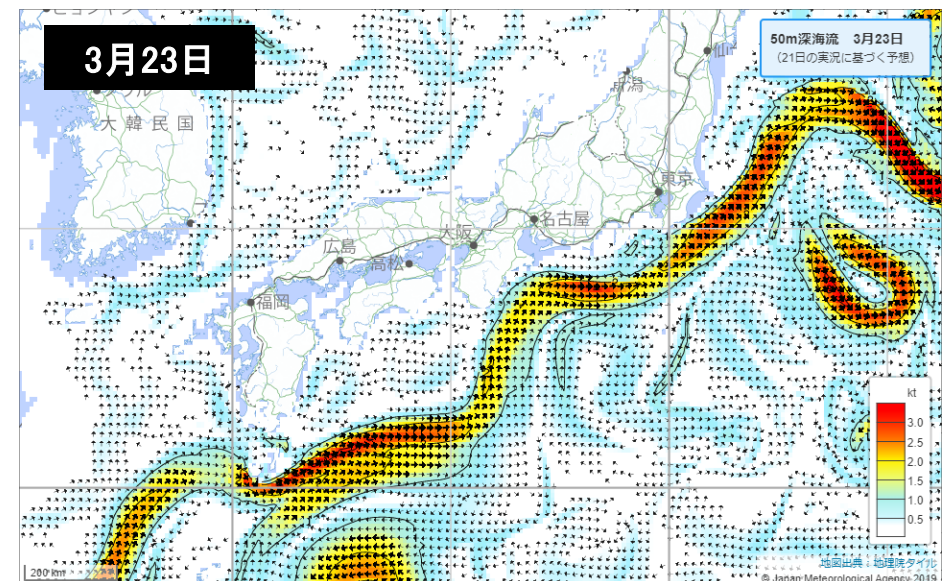 3月23日
50m深海流　3月23日
（21日の実況に基づく予想）
仙
新潟
大韓民国
東京
名古屋
大阪
広島
高松
福岡
kt
3.0
2.5
2.0
1.5
1.0
0.5
200 km
地図出典：地理院タイル
© Japan Meteorological Agency